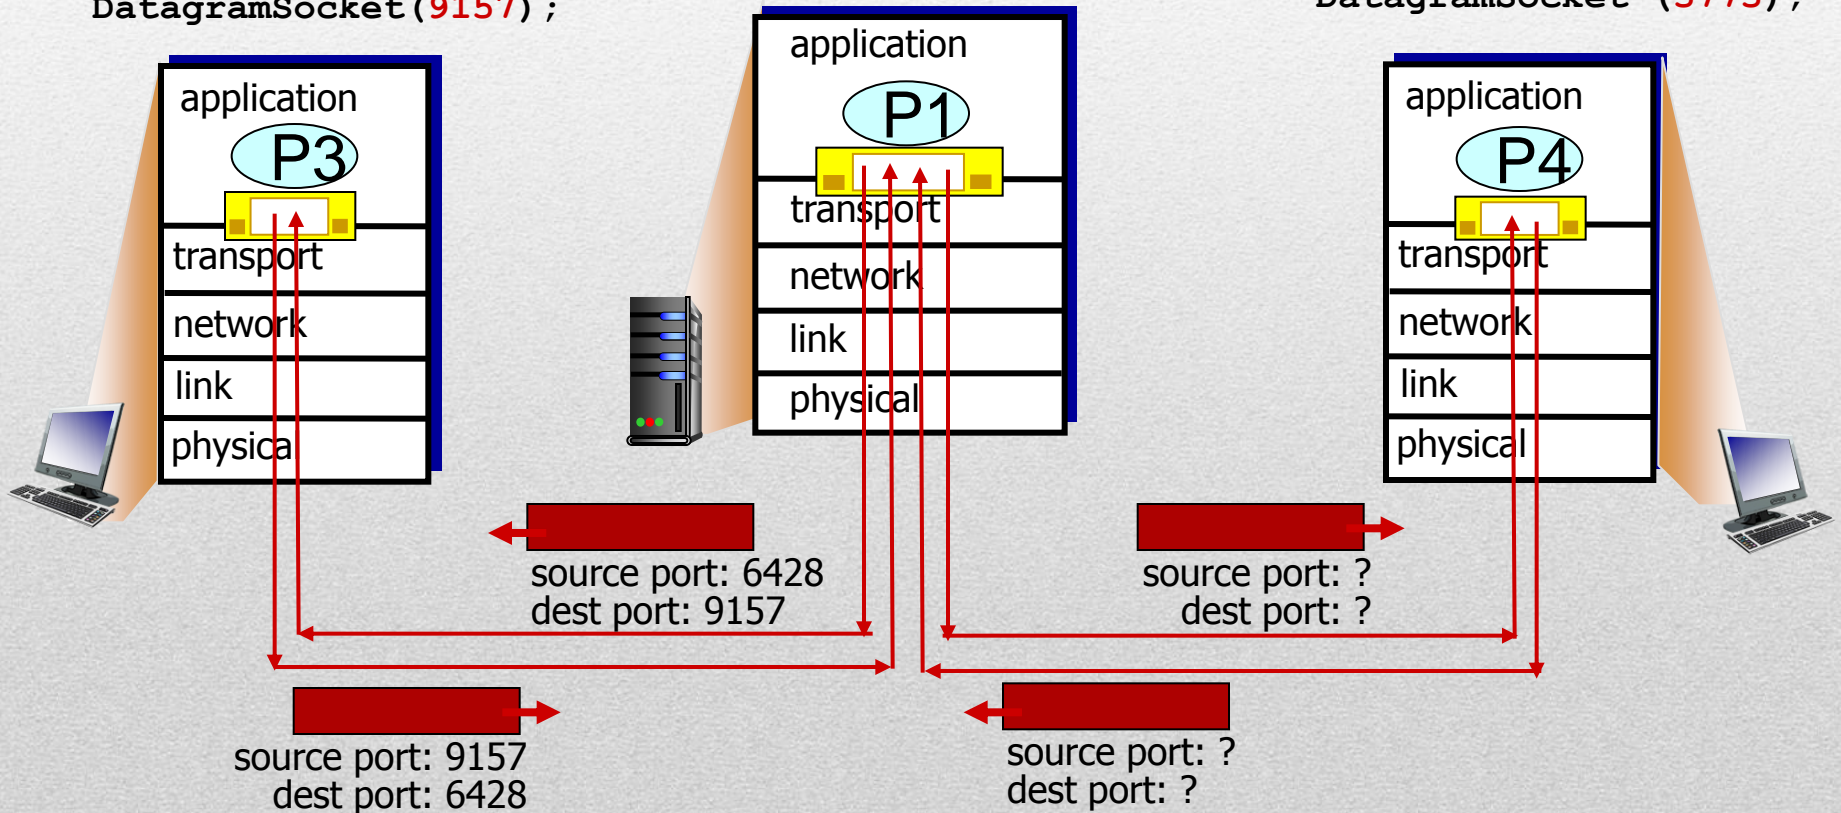 DatagramSocket(9157);
DatagramSocket (5775);
application
P3
transport
network
link
physical
application
P1
transport
network
link
physical
application
P4
transport
network
link
physical
source port: 6428
dest port: 9157
source port: ?
dest port: ?
source port: 9157
dest port: 6428
source port: ?
dest port: ?